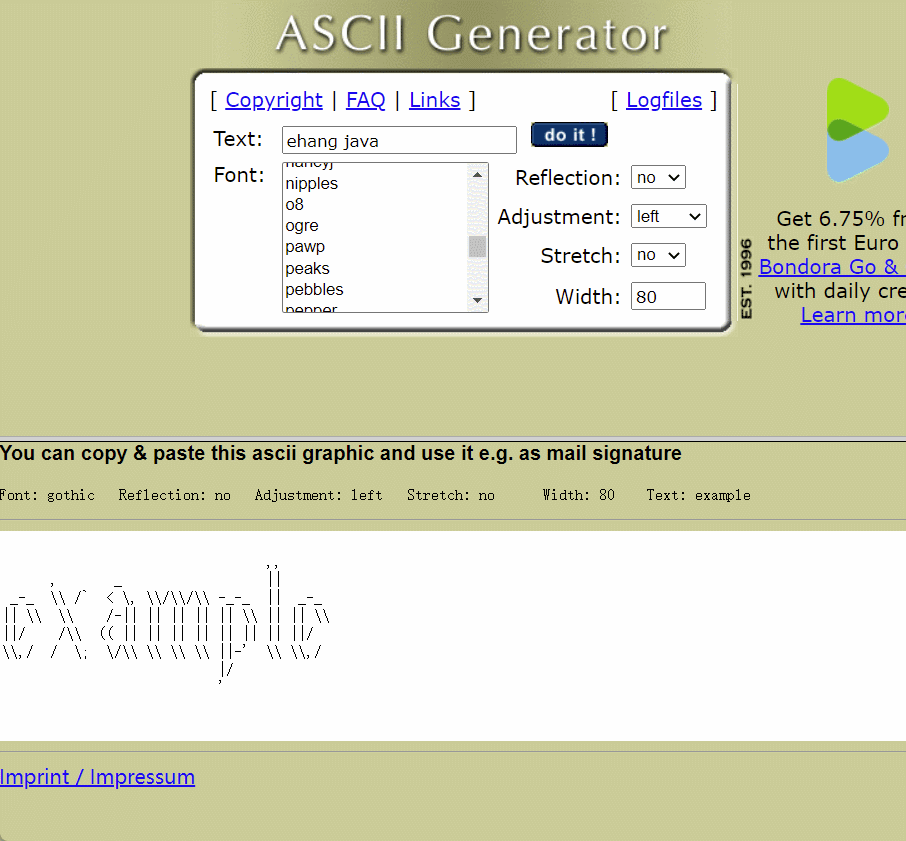 ASCII Generator
[ Copyright | FAQ | Links ] [ Logfiles ]
Text: ehang java do it !
Font:
nancyj
nipples
o8
ogre
pawp
peaks
pebbles
pepper
Reflection: no
Adjustment: left
Stretch: no
Width: 80
EST. 1996
Get 6.75% fr
the first Euro
Bondora Go &
with daily cre
Learn mor
You can copy & paste this ascii graphic and use it e.g. as mail signature
Font: gothic Reflection: no Adjustment: left Stretch: no Width: 80 Text: example
example
Imprint / Impressum